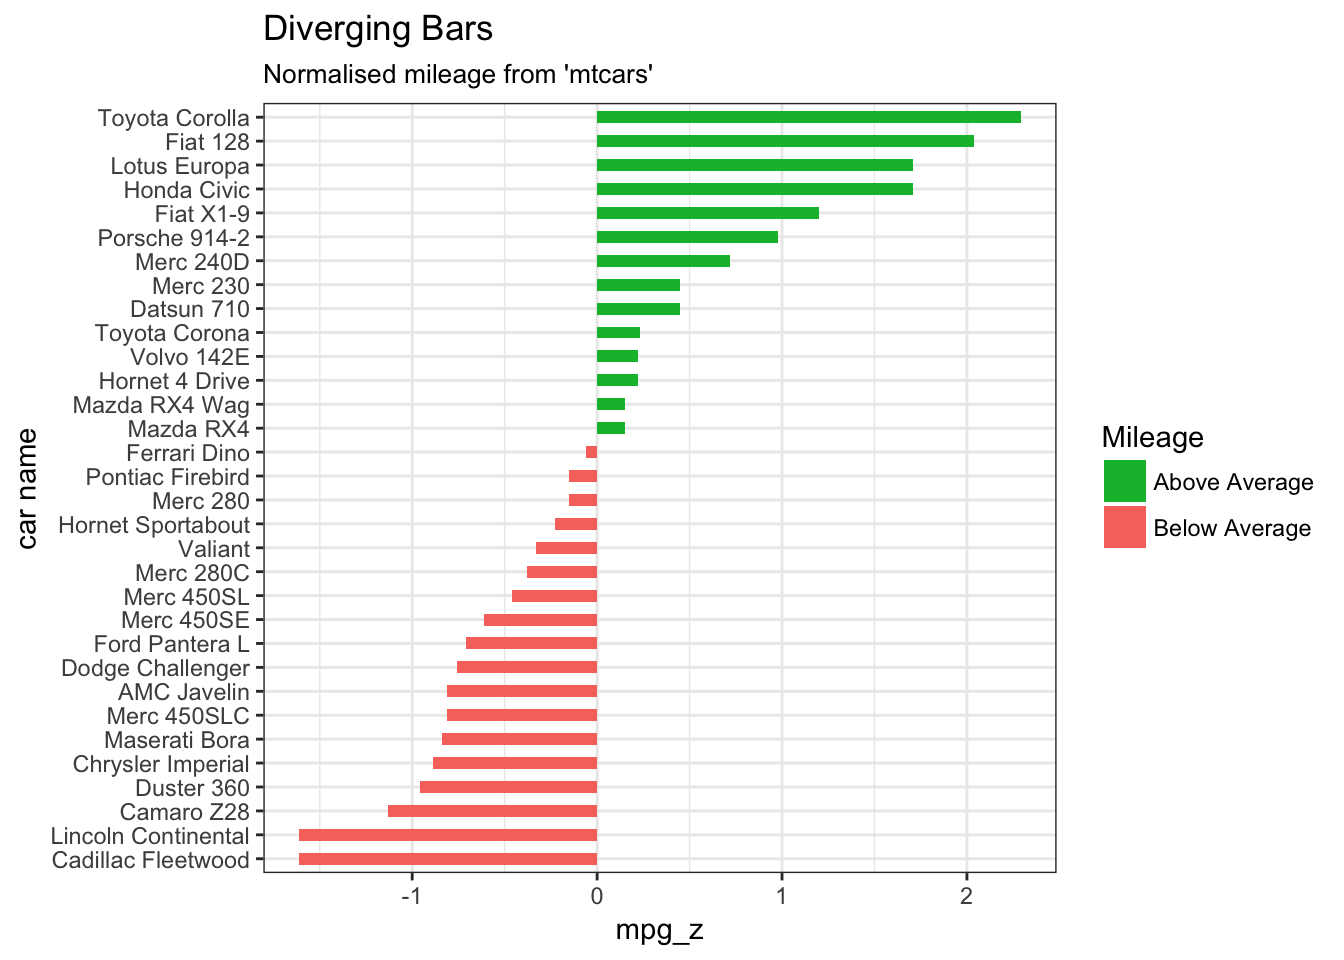 Diverging Bars
Normalised mileage from 'mtcars'
Toyota Corolla
Fiat 128
Lotus Europa
Honda Civic
Fiat X1-9
Porsche 914-2
Merc 240D
Merc 230
Datsun 710
Toyota Corona
Volvo 142E
Hornet 4 Drive
Mazda RX4 Wag
Mazda RX4
Ferrari Dino
Pontiac Firebird
Merc 280
Hornet Sportabout
Valiant
Merc 280C
Merc 450SL
Merc 450SE
Ford Pantera L
Dodge Challenger
AMC Javelin
Merc 450SLC
Maserati Bora
Chrysler Imperial
Duster 360
Camaro Z28
Lincoln Continental
Cadillac Fleetwood
car name
-1 0 1 2
mpg_z
Mileage
Above Average
Below Average